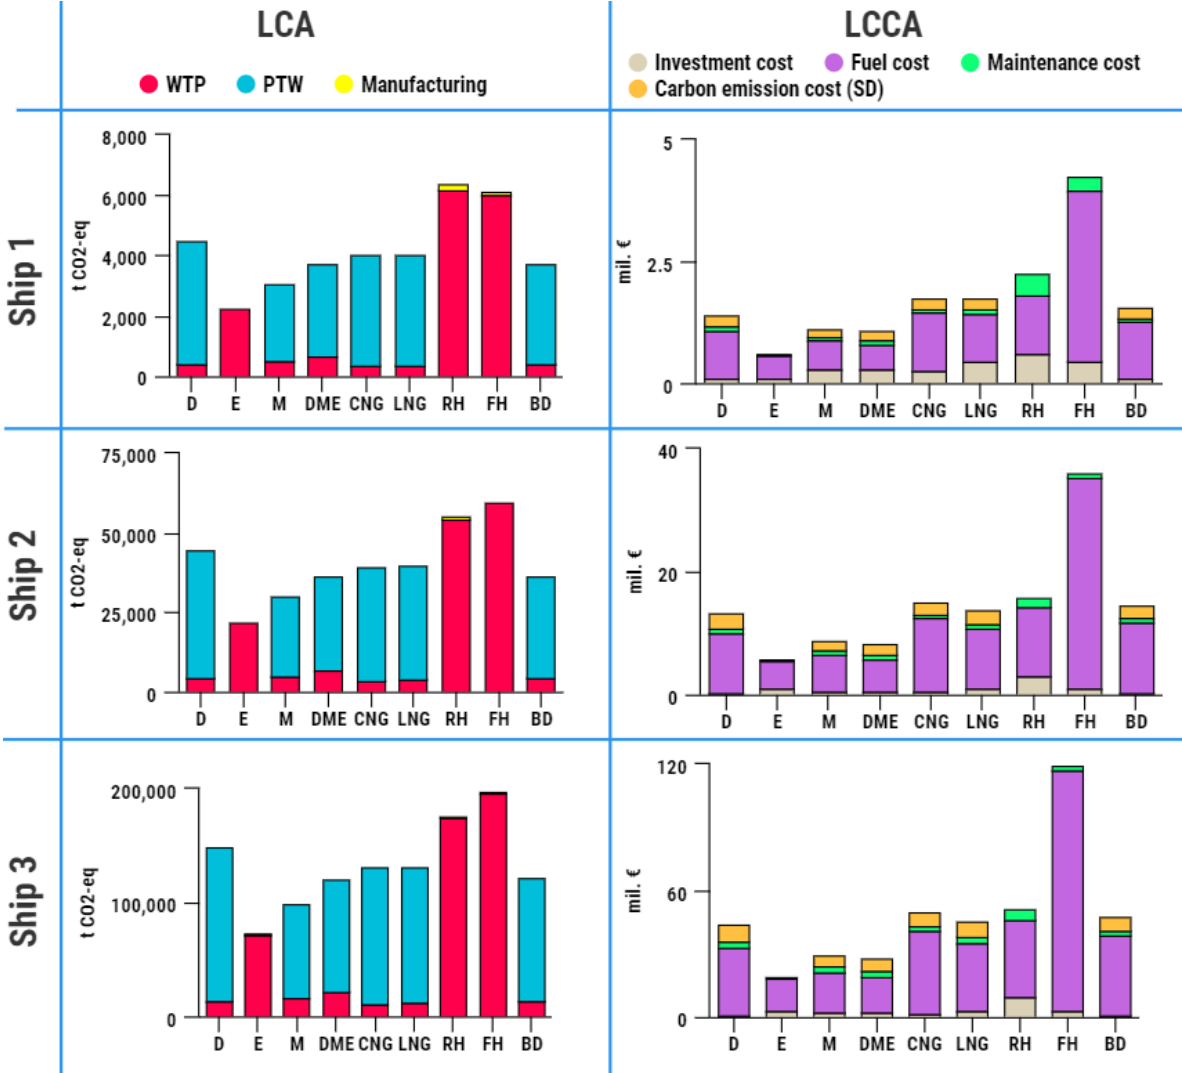 LCA
LCCA
WTP PTW Manufacturing
Investment cost Fuel cost Maintenance cost
Carbon emission cost (SD)
Ship 1
t CO2-eq
8,000
6,000
4,000
2,000
0
D E M DME CNG LNG RH FH BD
mil. €
5
2.5
0
D E M DME CNG LNG RH FH BD
Ship 2
t CO2-eq
75,000
50,000
25,000
0
D E M DME CNG LNG RH FH BD
mil. €
40
20
0
D E M DME CNG LNG RH FH BD
Ship 3
t CO2-eq
200,000
100,000
0
D E M DME CNG LNG RH FH BD
mil. €
120
60
0
D E M DME CNG LNG RH FH BD